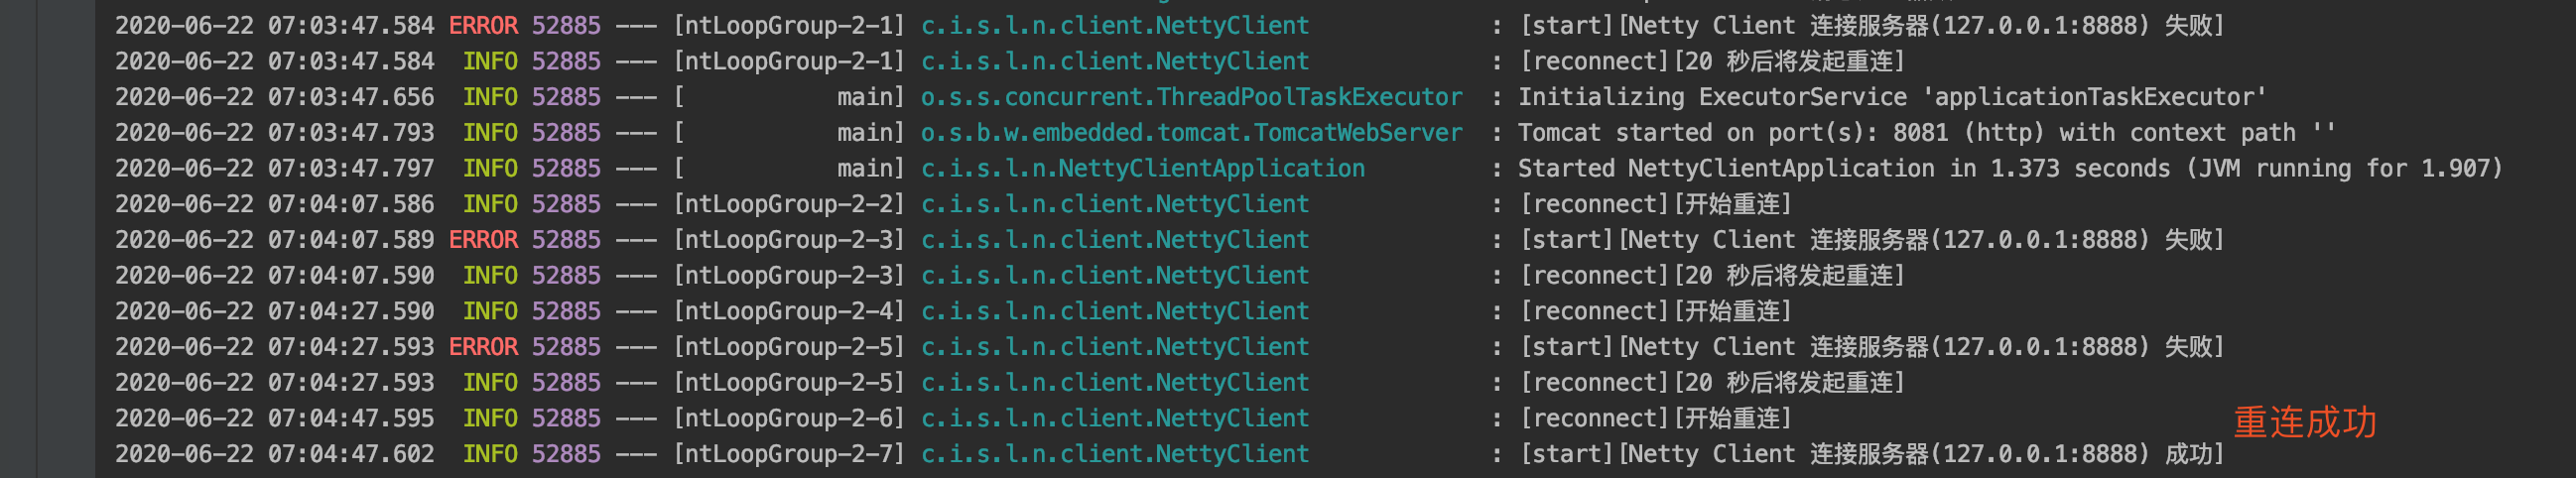 2020-06-22 07:03:47.584 ERROR 52885 --- [ntLoopGroup-2-1] c.i.s.l.n.client.NettyClient             : [start][Netty Client 连接服务器(127.0.0.1:8888) 失败]
2020-06-22 07:03:47.584  INFO 52885 --- [ntLoopGroup-2-1] c.i.s.l.n.client.NettyClient             : [reconnect][20 秒后将发起重连]
2020-06-22 07:03:47.656  INFO 52885 --- [           main] o.s.s.concurrent.ThreadPoolTaskExecutor  : Initializing ExecutorService 'applicationTaskExecutor'
2020-06-22 07:03:47.793  INFO 52885 --- [           main] o.s.b.w.embedded.tomcat.TomcatWebServer  : Tomcat started on port(s): 8081 (http) with context path ''
2020-06-22 07:03:47.797  INFO 52885 --- [           main] c.i.s.l.n.NettyClientApplication         : Started NettyClientApplication in 1.373 seconds (JVM running for 1.907)
2020-06-22 07:04:07.586  INFO 52885 --- [ntLoopGroup-2-2] c.i.s.l.n.client.NettyClient             : [reconnect][开始重连]
2020-06-22 07:04:07.589 ERROR 52885 --- [ntLoopGroup-2-3] c.i.s.l.n.client.NettyClient             : [start][Netty Client 连接服务器(127.0.0.1:8888) 失败]
2020-06-22 07:04:07.590  INFO 52885 --- [ntLoopGroup-2-3] c.i.s.l.n.client.NettyClient             : [reconnect][20 秒后将发起重连]
2020-06-22 07:04:27.590  INFO 52885 --- [ntLoopGroup-2-4] c.i.s.l.n.client.NettyClient             : [reconnect][开始重连]
2020-06-22 07:04:27.593 ERROR 52885 --- [ntLoopGroup-2-5] c.i.s.l.n.client.NettyClient             : [start][Netty Client 连接服务器(127.0.0.1:8888) 失败]
2020-06-22 07:04:27.593  INFO 52885 --- [ntLoopGroup-2-5] c.i.s.l.n.client.NettyClient             : [reconnect][20 秒后将发起重连]
2020-06-22 07:04:47.595  INFO 52885 --- [ntLoopGroup-2-6] c.i.s.l.n.client.NettyClient             : [reconnect][开始重连]
重连成功
2020-06-22 07:04:47.602  INFO 52885 --- [ntLoopGroup-2-7] c.i.s.l.n.client.NettyClient             : [start][Netty Client 连接服务器(127.0.0.1:8888) 成功]